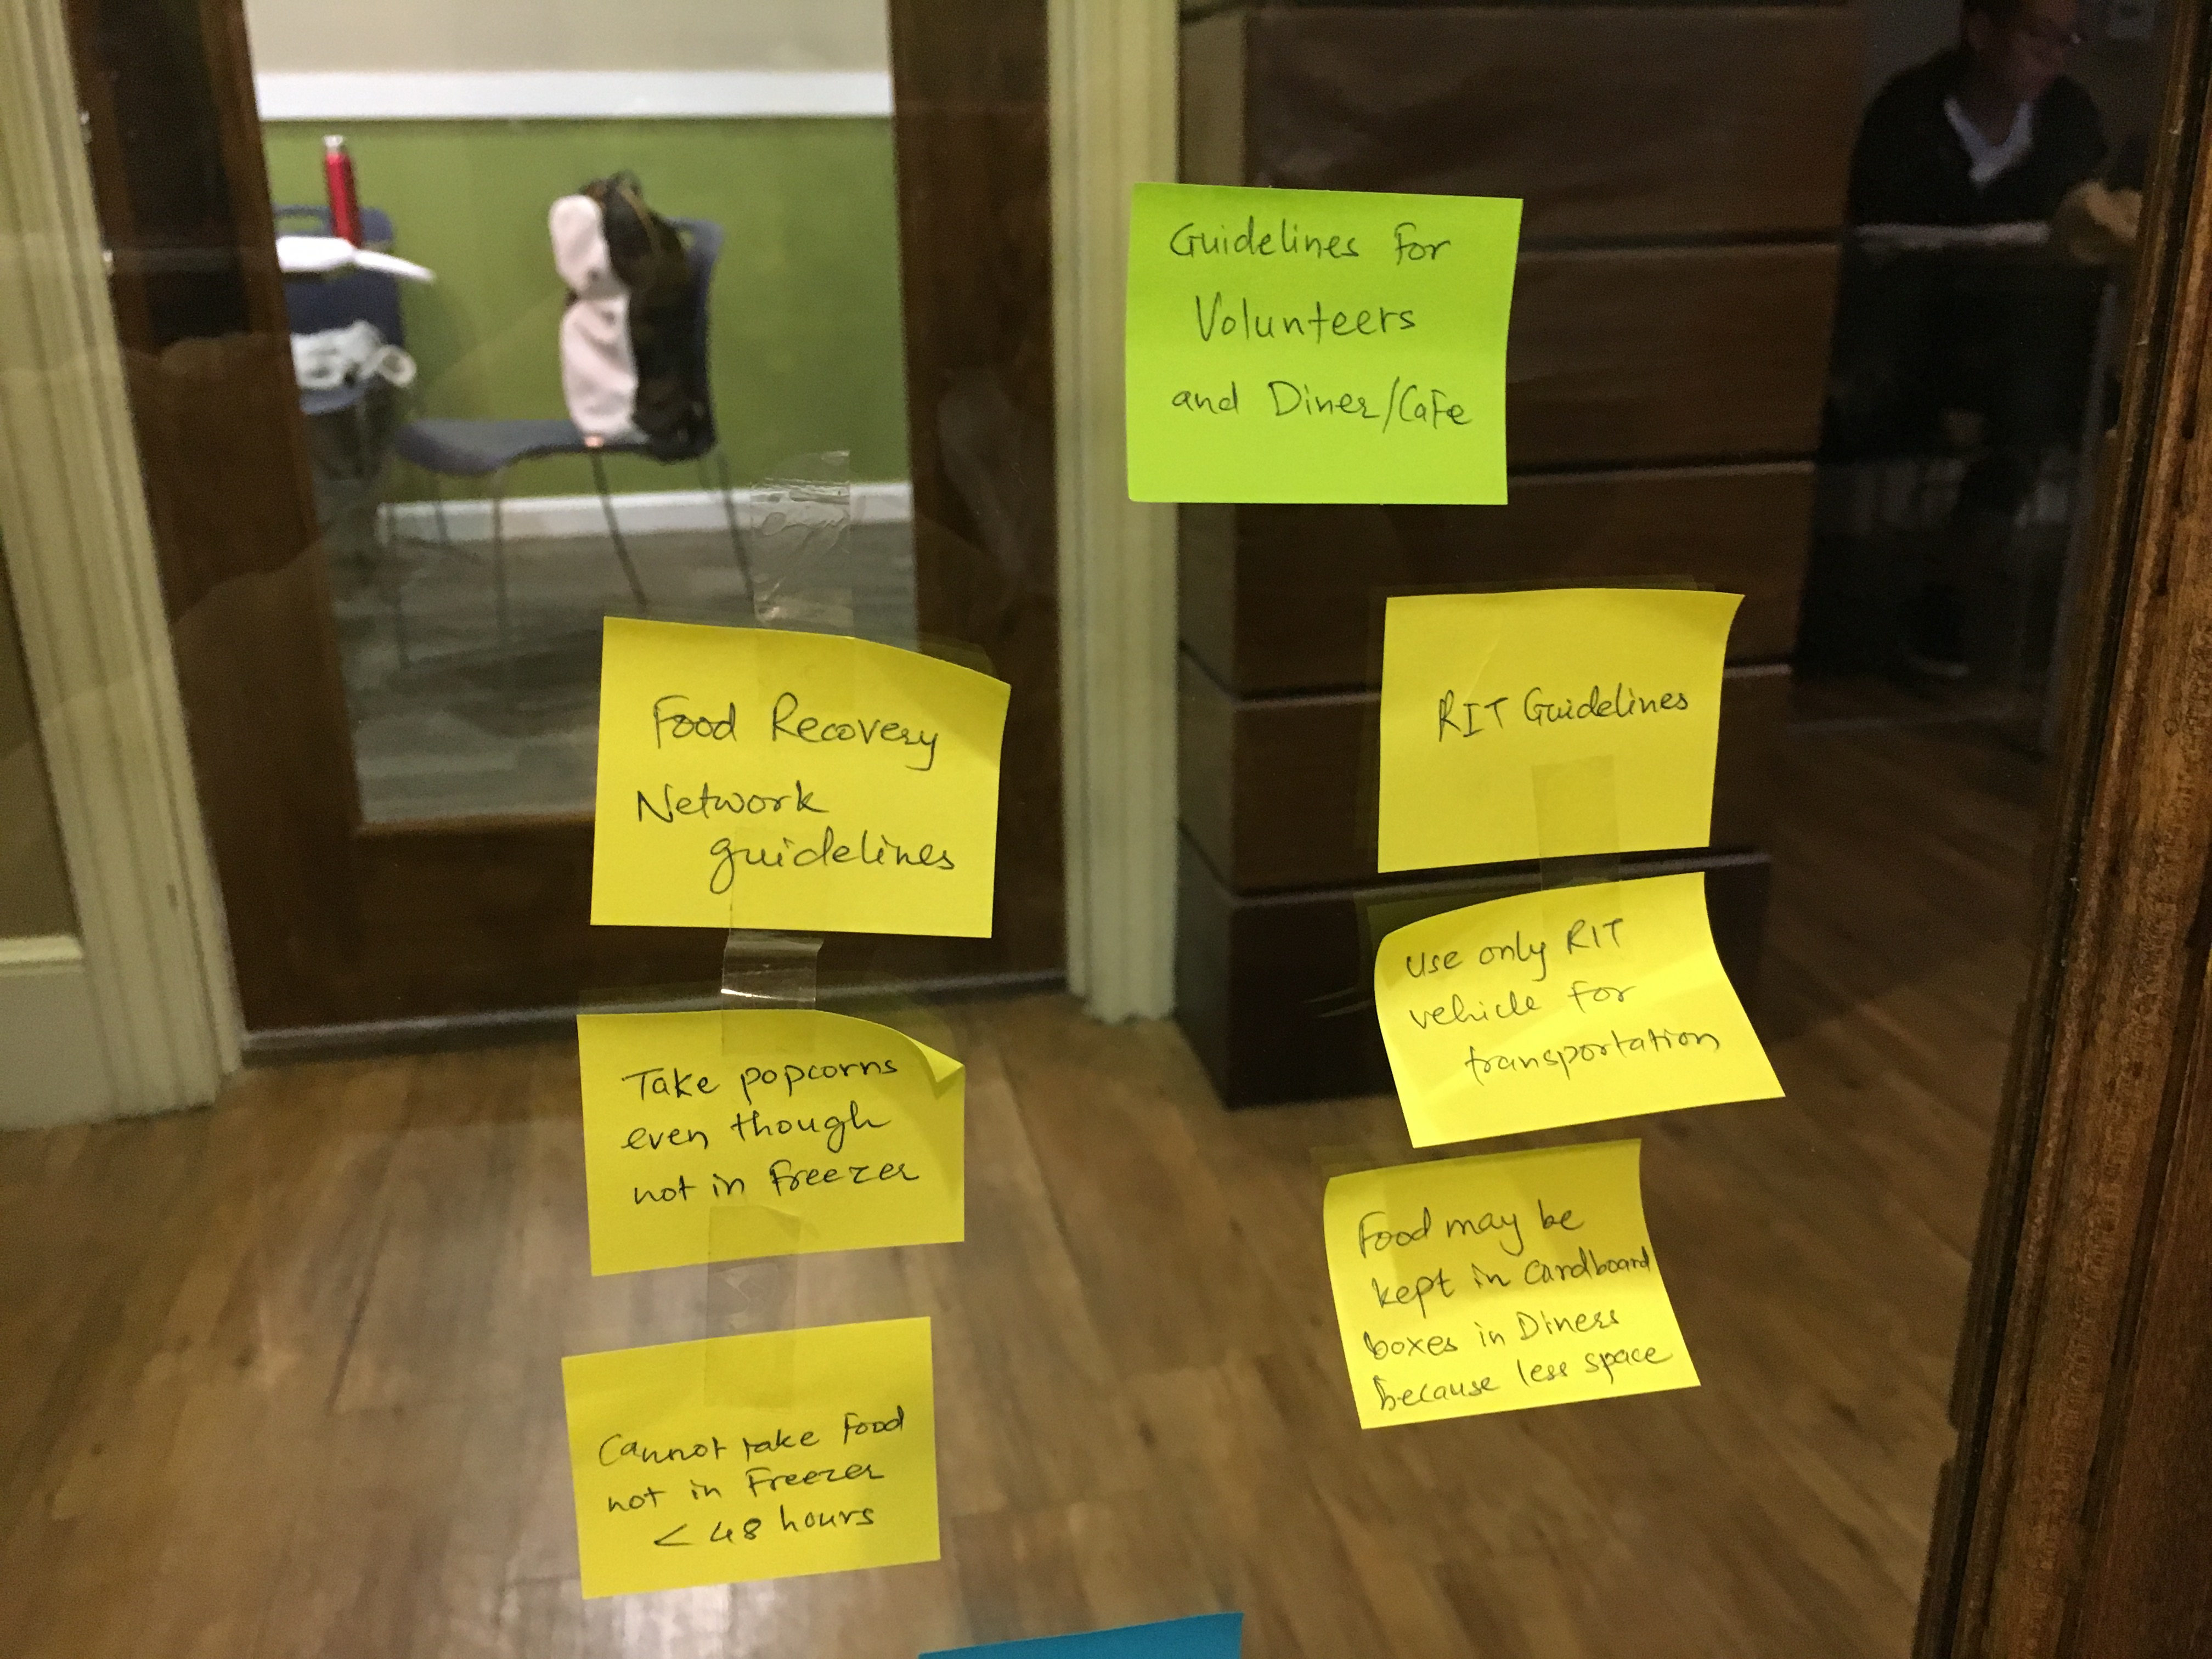 Guidelines for
Volunteers
and Diner/Cafe
Food Recovery
Network
guidelines
Take popcorns
even though
not in freezer
Cannot take food
not in freezer
< 48 hours
RIT Guidelines
use only RIT
vehicle for
transportation
Food may be
kept in cardboard
boxes in Diners
because less space